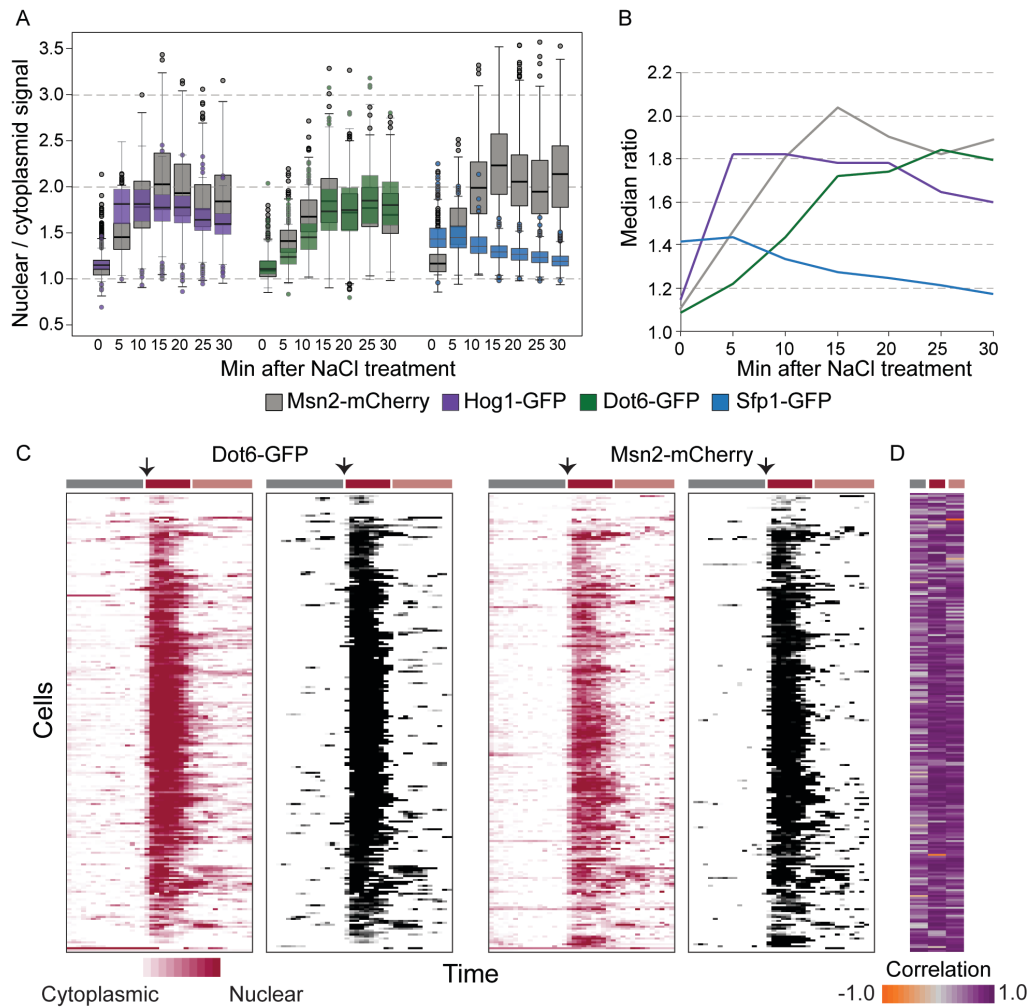 A
Nuclear / cytoplasmid signal
3.5
3.0
2.5
2.0
1.5
1.0
0.5
0 5 10 15 20 25 30 0 5 10 15 20 25 30 0 5 10 15 20 25 30
Min after NaCl treatment
B
Median ratio
2.2
2.0
1.8
1.6
1.4
1.2
1.0
0 5 10 15 20 25 30
Min after NaCl treatment
Msn2-mCherry Hog1-GFP Dot6-GFP Sfp1-GFP
C
Dot6-GFP Msn2-mCherry
Cells
Time
Cytoplasmic Nuclear
D
Correlation
-1.0 1.0